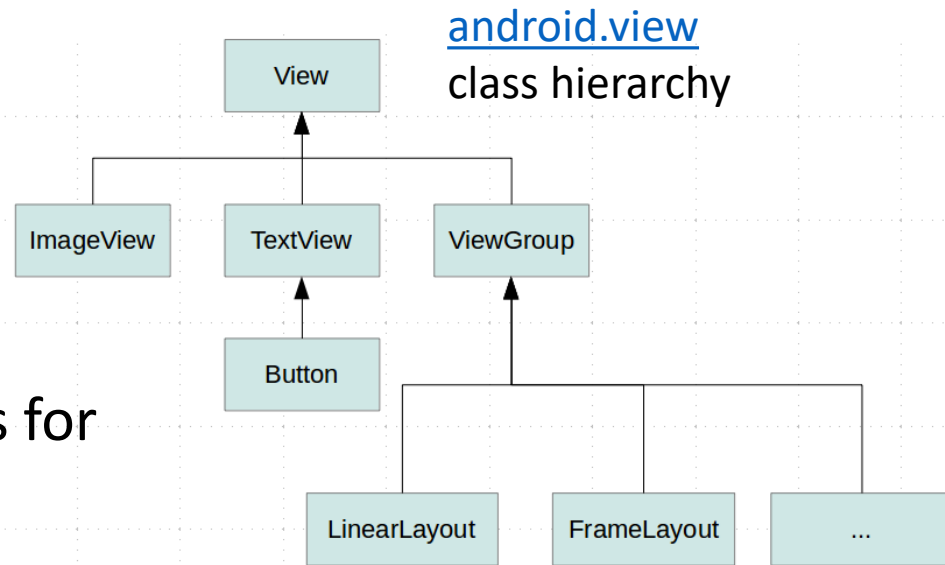 android.view
class hierarchy
View
ImageView
TextView
ViewGroup
Button
s for
LinearLayout
FrameLayout
...